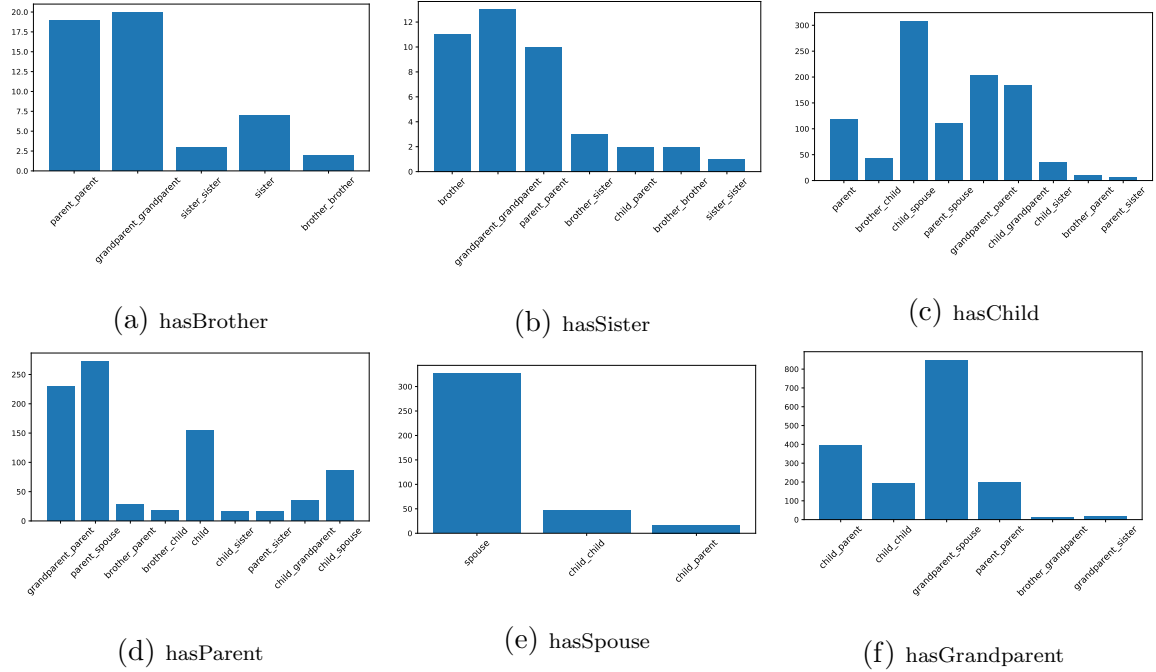 20.0
17.5
15.0
12.5
10.0
7.5
5.0
2.5
0.0
parent_parent
grandparent_grandparent
sister_sister
sister
brother_brother
(a) hasBrother
12
10
8
6
4
2
0
brother
grandparent_grandparent
parent_parent
brother_sister
child_parent
brother_brother
sister_sister
(b) hasSister
300
250
200
150
100
50
0
parent
brother_child
child_spouse
parent_spouse
grandparent_parent
child_grandparent
child_sister
brother_parent
parent_sister
(c) hasChild
250
200
150
100
50
0
grandparent_parent
parent_spouse
brother_parent
brother_child
child
child_sister
parent_sister
child_grandparent
child_spouse
(d) hasParent
300
250
200
150
100
50
0
spouse
child_child
child_parent
(e) hasSpouse
800
700
600
500
400
300
200
100
0
child_parent
child_child
grandparent_spouse
parent_parent
brother_grandparent
grandparent_sister
(f) hasGrandparent